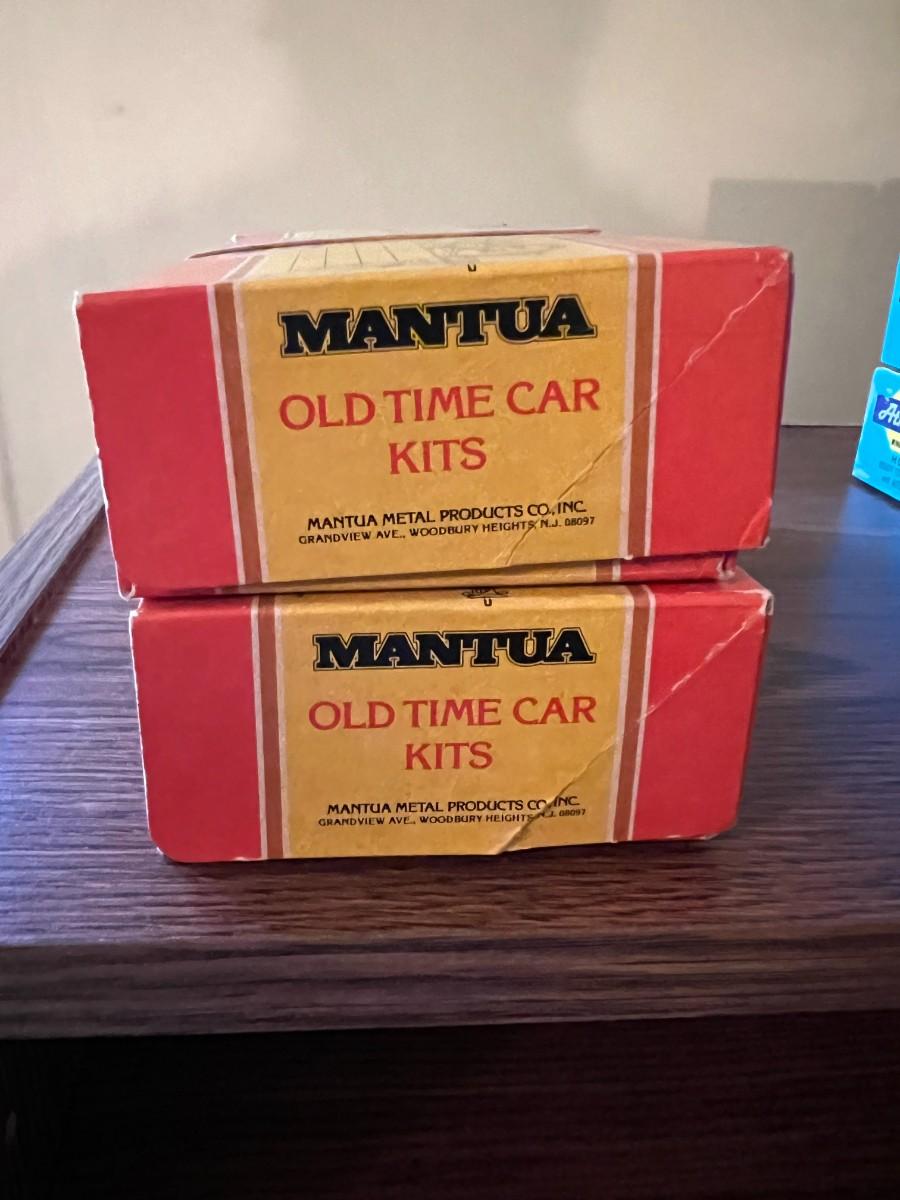 MANTUA
OLD TIME CAR
KITS
MANTUA METAL PRODUCTS CO., INC.
GRANDVIEW AVE., WOODBURY HEIGHTS, N.J. 08097
MANTUA
OLD TIME CAR
KITS
MANTUA METAL PRODUCTS CO., INC.
GRANDVIEW AVE., WOODBURY HEIGHTS, N.J. 08097